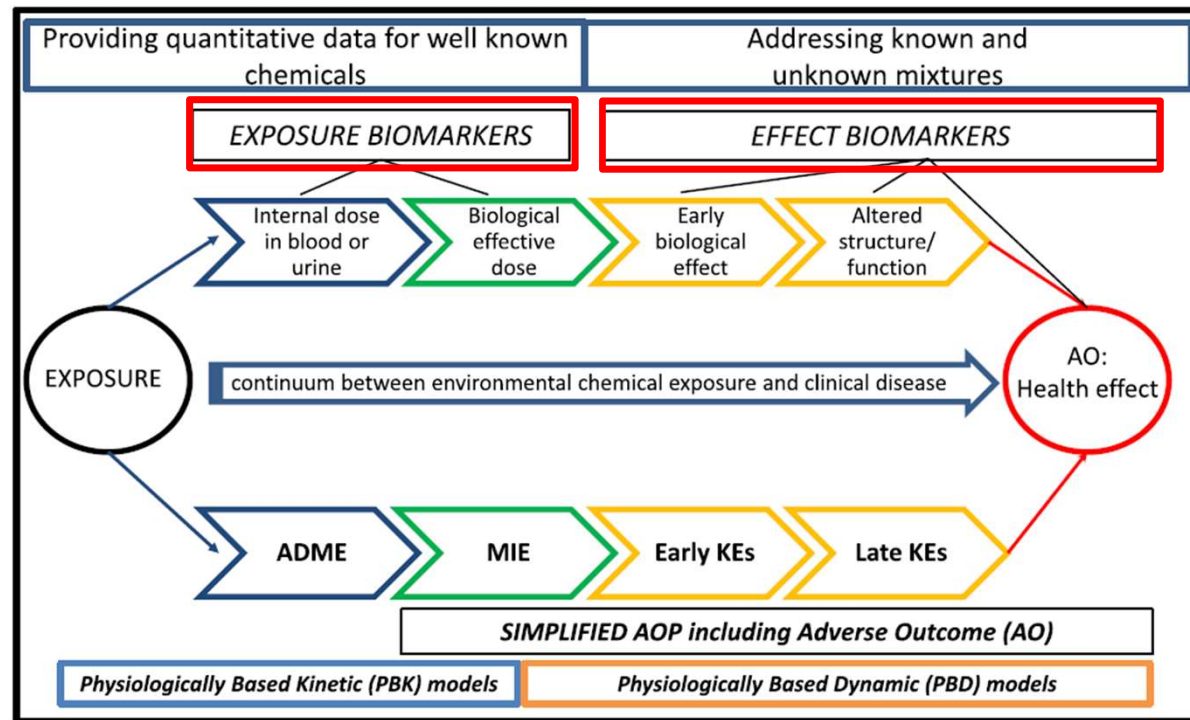 Providing quantitative data for well known
chemicals
Addressing known and
unknown mixtures
EXPOSURE BIOMARKERS
EFFECT BIOMARKERS
Internal dose
in blood or
urine
Biological
effective
dose
Early
biological
effect
Altered
structure/
function
EXPOSURE
continuum between environmental chemical exposure and clinical disease
AO:
Health effect
ADME
MIE
Early KEs
Late KEs
SIMPLIFIED AOP including Adverse Outcome (AO)
Physiologically Based Kinetic (PBK) models
Physiologically Based Dynamic (PBD) models